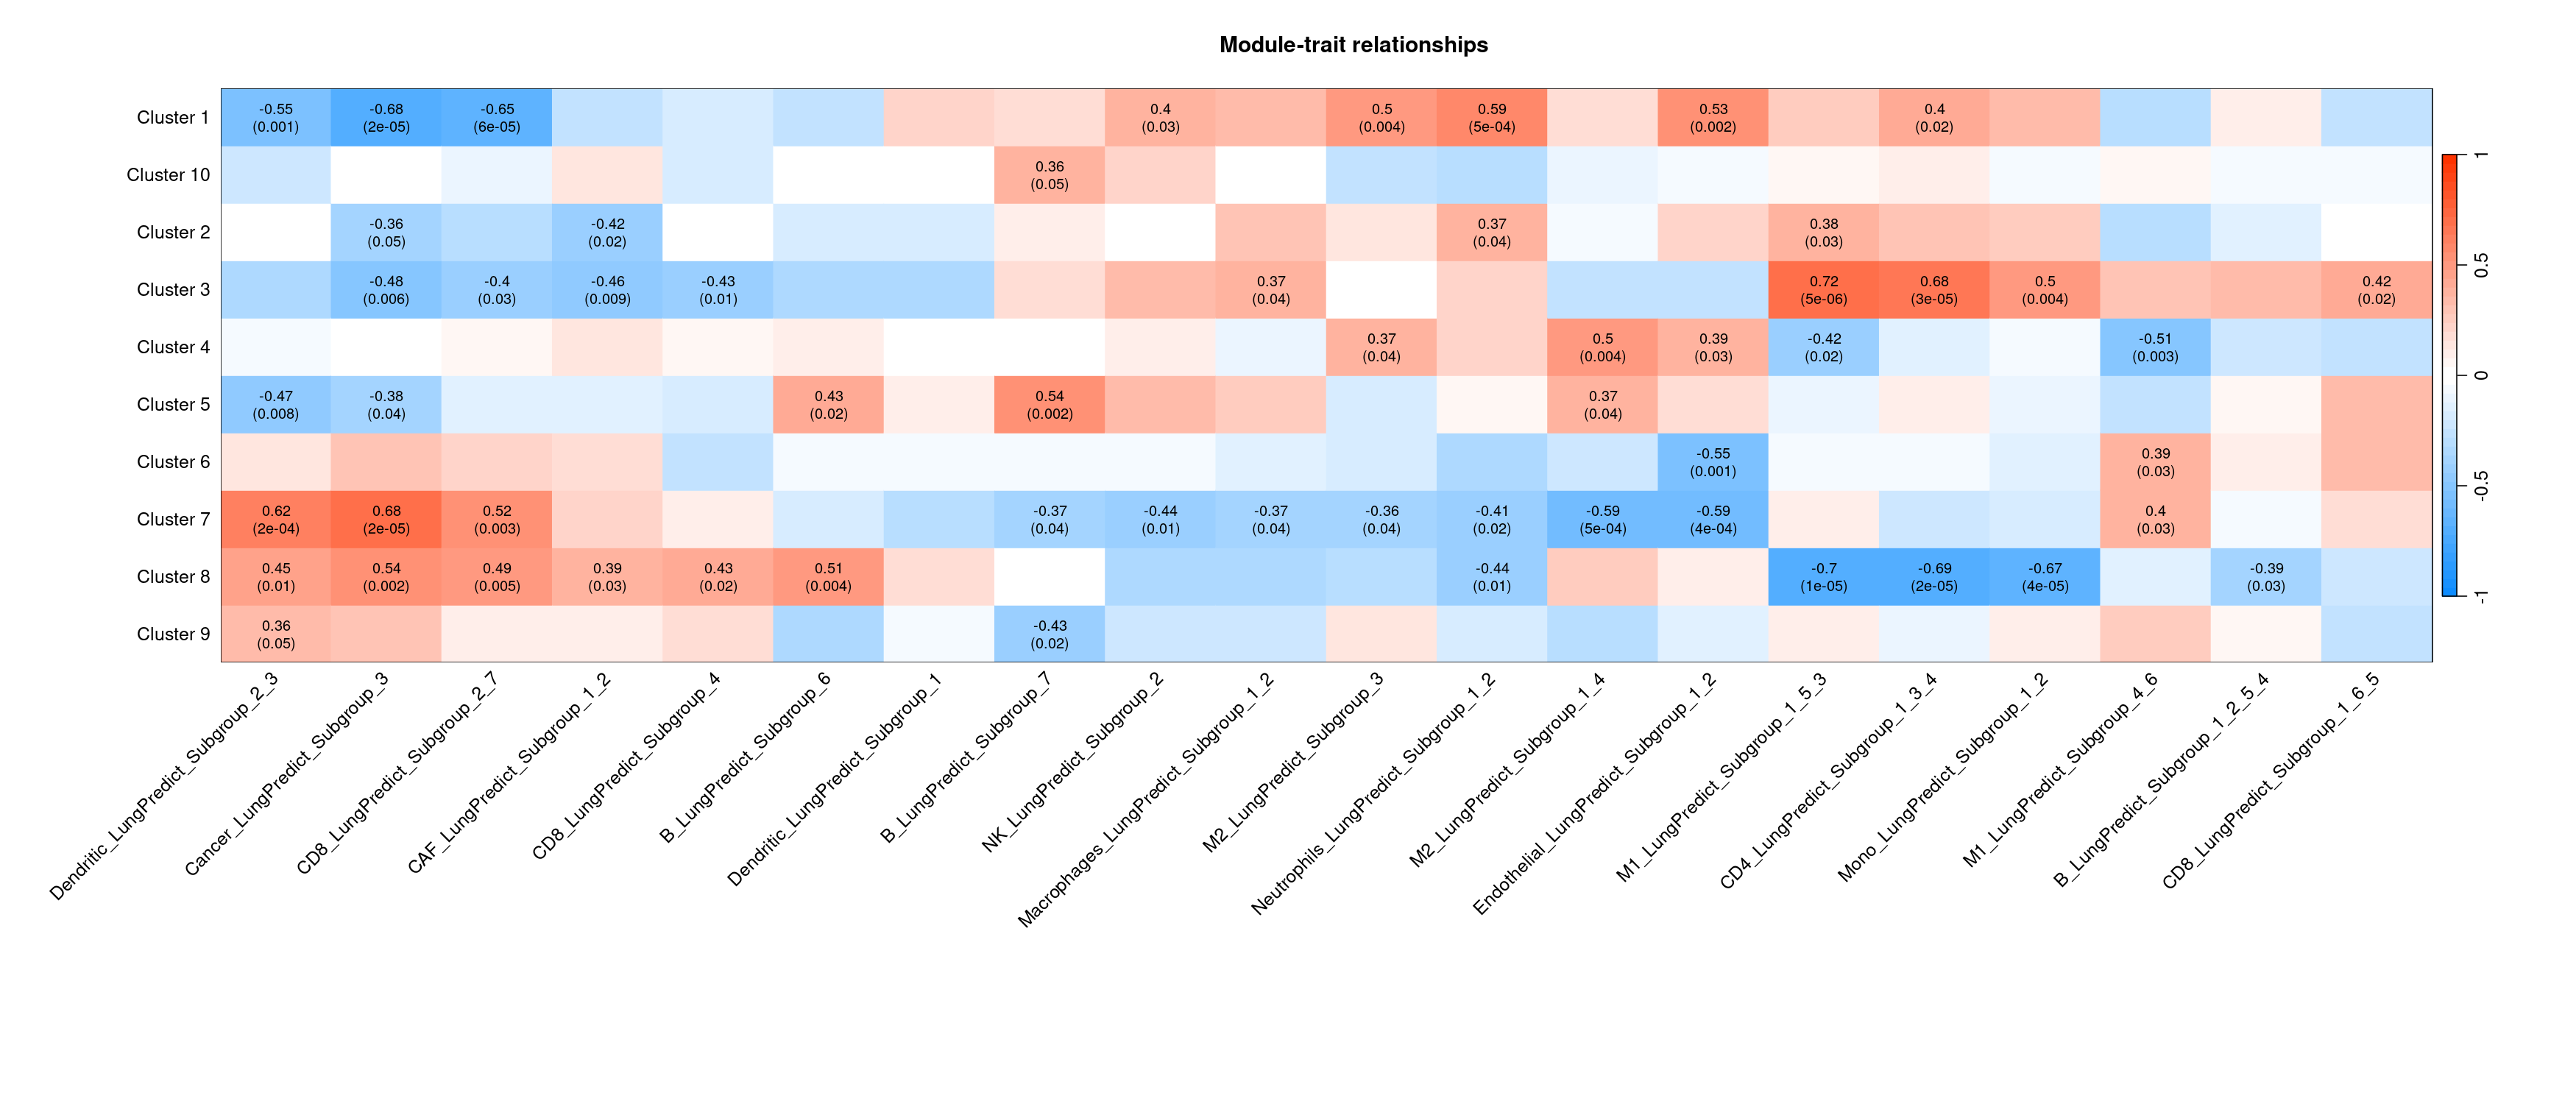 Module-trait relationships
Cluster 1
-0.55 -0.68 -0.65 0.4 0.5 0.59 0.53 0.4
(0.001) (2e-05) (6e-05) (0.03) (0.004) (5e-04) (0.002) (0.02)
Cluster 10
0.36
(0.05)
Cluster 2
-0.36 -0.42 0.37 0.38
(0.05) (0.02) (0.04) (0.03)
Cluster 3
-0.48 -0.4 -0.46 -0.43 0.37 0.72 0.68 0.5 0.42
(0.006) (0.03) (0.009) (0.01) (0.04) (5e-06) (3e-05) (0.004) (0.02)
Cluster 4
0.37 0.5 0.39 -0.42 -0.51
(0.04) (0.004) (0.03) (0.02) (0.003)
Cluster 5
-0.47 -0.38 0.43 0.54 0.37
(0.008) (0.04) (0.02) (0.002) (0.04)
Cluster 6
-0.55 0.39
(0.001) (0.03)
Cluster 7
0.62 0.68 0.52 -0.37 -0.44 -0.37 -0.36 -0.41 -0.59 -0.59 0.4
(2e-04) (2e-05) (0.003) (0.04) (0.01) (0.04) (0.04) (0.02) (5e-04) (4e-04) (0.03)
Cluster 8
0.45 0.54 0.49 0.39 0.43 0.51 -0.44 -0.7 -0.69 -0.67 -0.39
(0.01) (0.002) (0.005) (0.03) (0.02) (0.004) (0.01) (1e-05) (2e-05) (4e-05) (0.03)
Cluster 9
0.36 -0.43
(0.05) (0.02)
Dendritic_LungPredict_Subgroup_2_3
Cancer_LungPredict_Subgroup_3
CD8_LungPredict_Subgroup_2_7
CAF_LungPredict_Subgroup_1_2
CD8_LungPredict_Subgroup_4
B_LungPredict_Subgroup_6
Dendritic_LungPredict_Subgroup_1
B_LungPredict_Subgroup_7
NK_LungPredict_Subgroup_2
Macrophages_LungPredict_Subgroup_1_2
M2_LungPredict_Subgroup_3
Neutrophils_LungPredict_Subgroup_1_2
M2_LungPredict_Subgroup_1_4
Endothelial_LungPredict_Subgroup_1_2
M1_LungPredict_Subgroup_1_5_3
CD4_LungPredict_Subgroup_1_3_4
Mono_LungPredict_Subgroup_1_2
M1_LungPredict_Subgroup_4_6
B_LungPredict_Subgroup_1_2_5_4
CD8_LungPredict_Subgroup_1_6_5
1
0.5
0
-0.5
-1